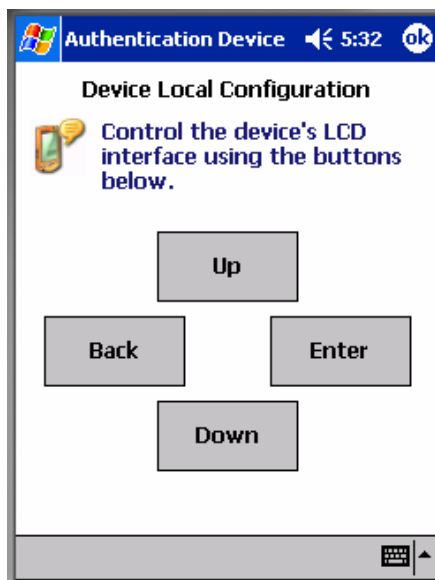 Authentication Device 5:32 ok
Device Local Configuration
Control the device's LCD
interface using the buttons
below.
Up
Back Enter
Down